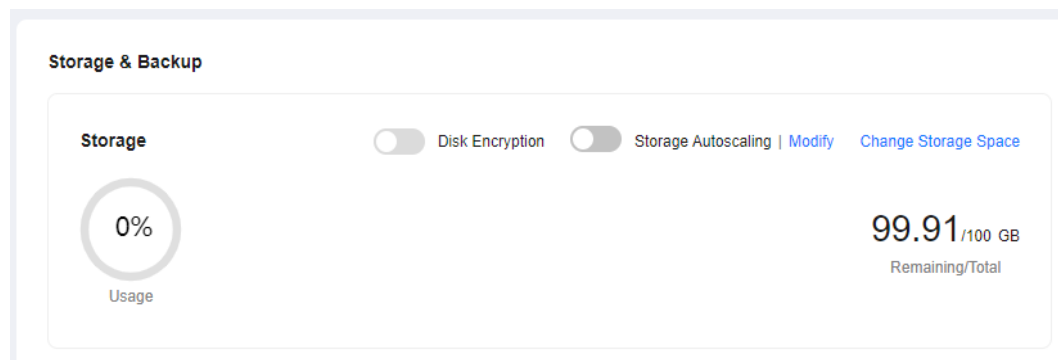 Storage & Backup
Storage
Disk Encryption
Storage Autoscaling | Modify
Change Storage Space
0%
Usage
99.91/100 GB
Remaining/Total